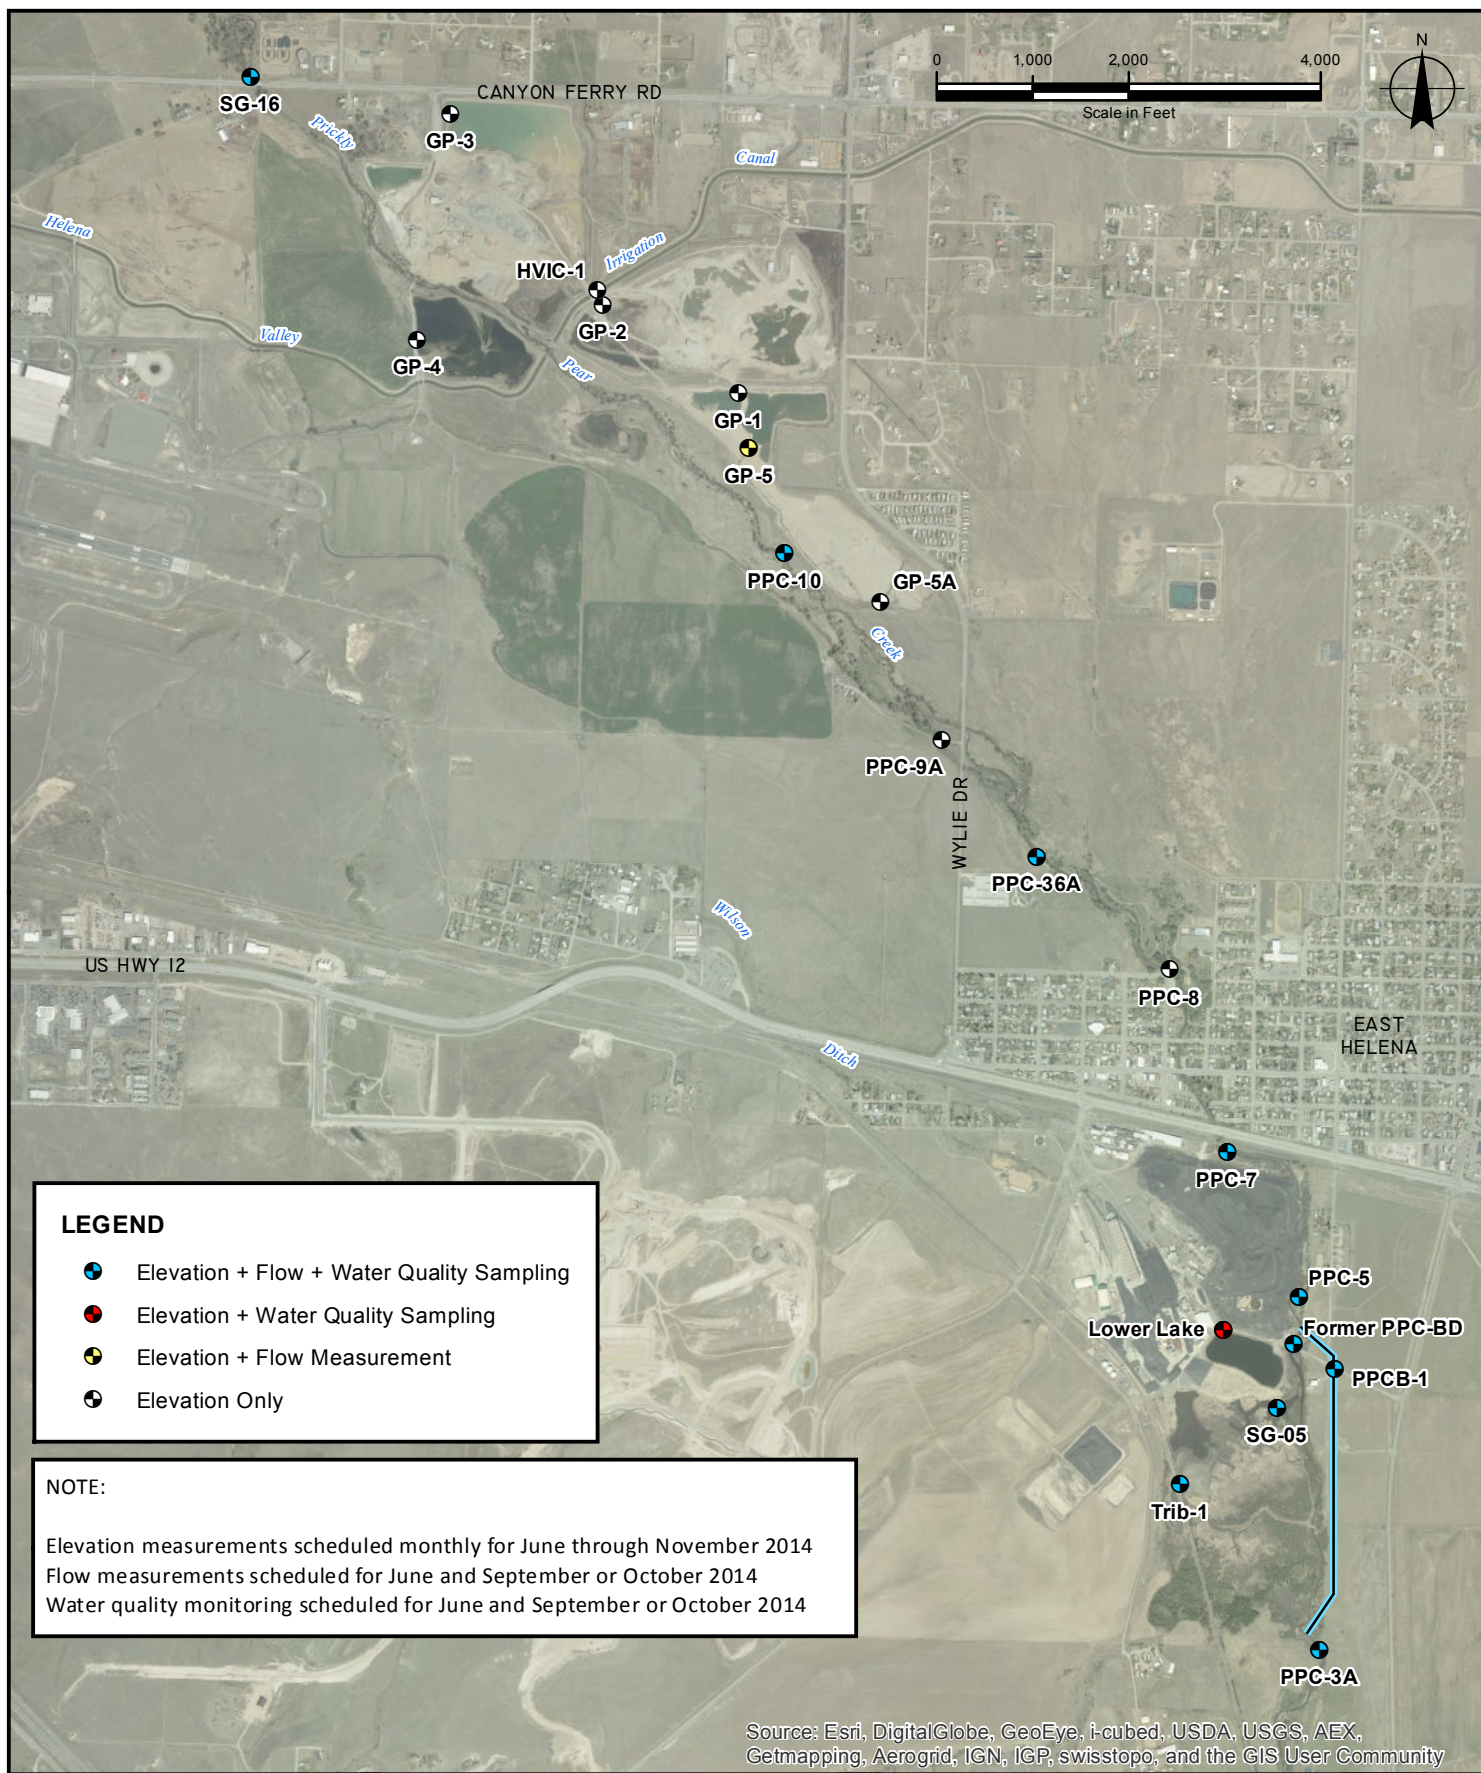 N
0
1,000
2,000
4,000
Scale in Feet
SG-16
CANYON FERRY RD
GP-3
Prickly
Canal
Helena
Irrigation
HVIC-1
GP-2
Valley
GP-4
Pear
GP-1
GP-5
PPC-10
GP-5A
Creek
PPC-9A
WYLIE DR
PPC-36A
Wilson
US HWY 12
PPC-8
EAST
HELENA
Ditch
PPC-7
PPC-5
Lower Lake
Former PPC-BD
PPCB-1
SG-05
Trib-1
PPC-3A
LEGEND
Elevation + Flow + Water Quality Sampling
Elevation + Water Quality Sampling
Elevation + Flow Measurement
Elevation Only
NOTE:
Elevation measurements scheduled monthly for June through November 2014
Flow measurements scheduled for June and September or October 2014
Water quality monitoring scheduled for June and September or October 2014
Source: Esri, DigitalGlobe, GeoEye, i-cubed, USDA, USGS, AEX,
Getmapping, Aerogrid, IGN, IGP, swisstopo, and the GIS User Community